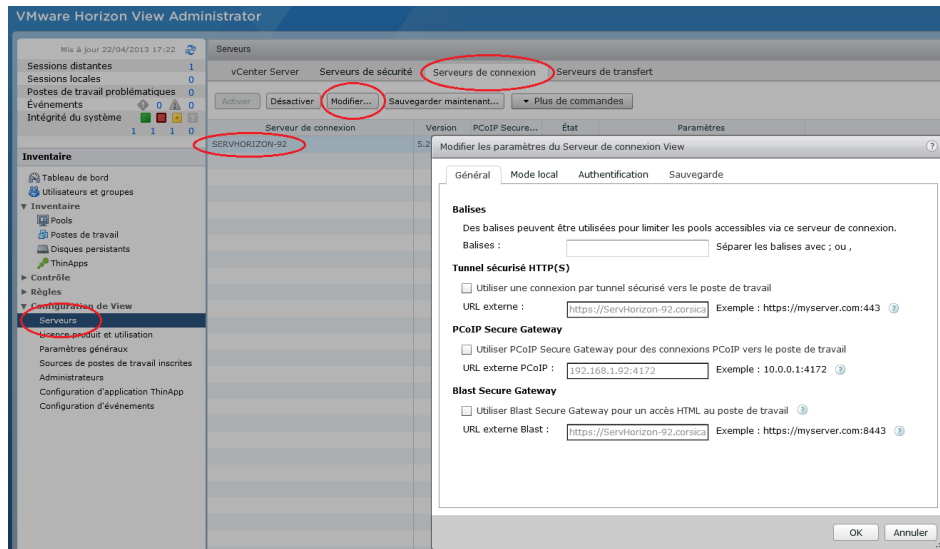 VMware Horizon View Administrator
Mis à jour 22/04/2013 17:22
Sessions distantes 1
Sessions locales 0
Postes de travail problématiques 0
Événements 0 0
Intégrité du système
1 1 1 0
Inventaire
Tableau de bord
Utilisateurs et groupes
Inventaire
Pools
Postes de travail
Disques persistants
ThinApps
Contrôle
Règles
Configuration de View
Serveurs
Licence produit et utilisation
Paramètres généraux
Sources de postes de travail inscrites
Administrateurs
Configuration d'application ThinApp
Configuration d'événements
Serveurs
vCenter Server Serveurs de sécurité Serveurs de connexion Serveurs de transfert
Activer Désactiver Modifier... Sauvegarder maintenant... Plus de commandes
Serveur de connexion Version PCoIP Secure... État Paramètres
SERVHORIZON-92 5.2
Modifier les paramètres du Serveur de connexion View ?
Général Mode local Authentification Sauvegarde
Balises
Des balises peuvent être utilisées pour limiter les pools accessibles via ce serveur de connexion.
Balises : Séparer les balises avec ; ou ,
Tunnel sécurisé HTTP(S)
Utiliser une connexion par tunnel sécurisé vers le poste de travail
URL externe : https://ServHorizon-92.corsica Exemple : https://myserver.com:443 ?
PCoIP Secure Gateway
Utiliser PCoIP Secure Gateway pour des connexions PCoIP vers le poste de travail
URL externe PCoIP : 192.168.1.92:4172 Exemple : 10.0.0.1:4172 ?
Blast Secure Gateway
Utiliser Blast Secure Gateway pour un accès HTML au poste de travail ?
URL externe Blast : https://ServHorizon-92.corsica Exemple : https://myserver.com:8443 ?
OK Annuler